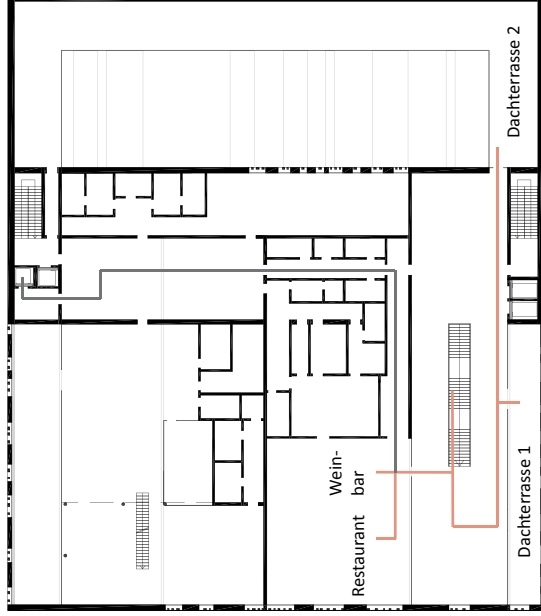 Dachterrasse 2
Wein-
bar
Restaurant
Dachterrasse 1